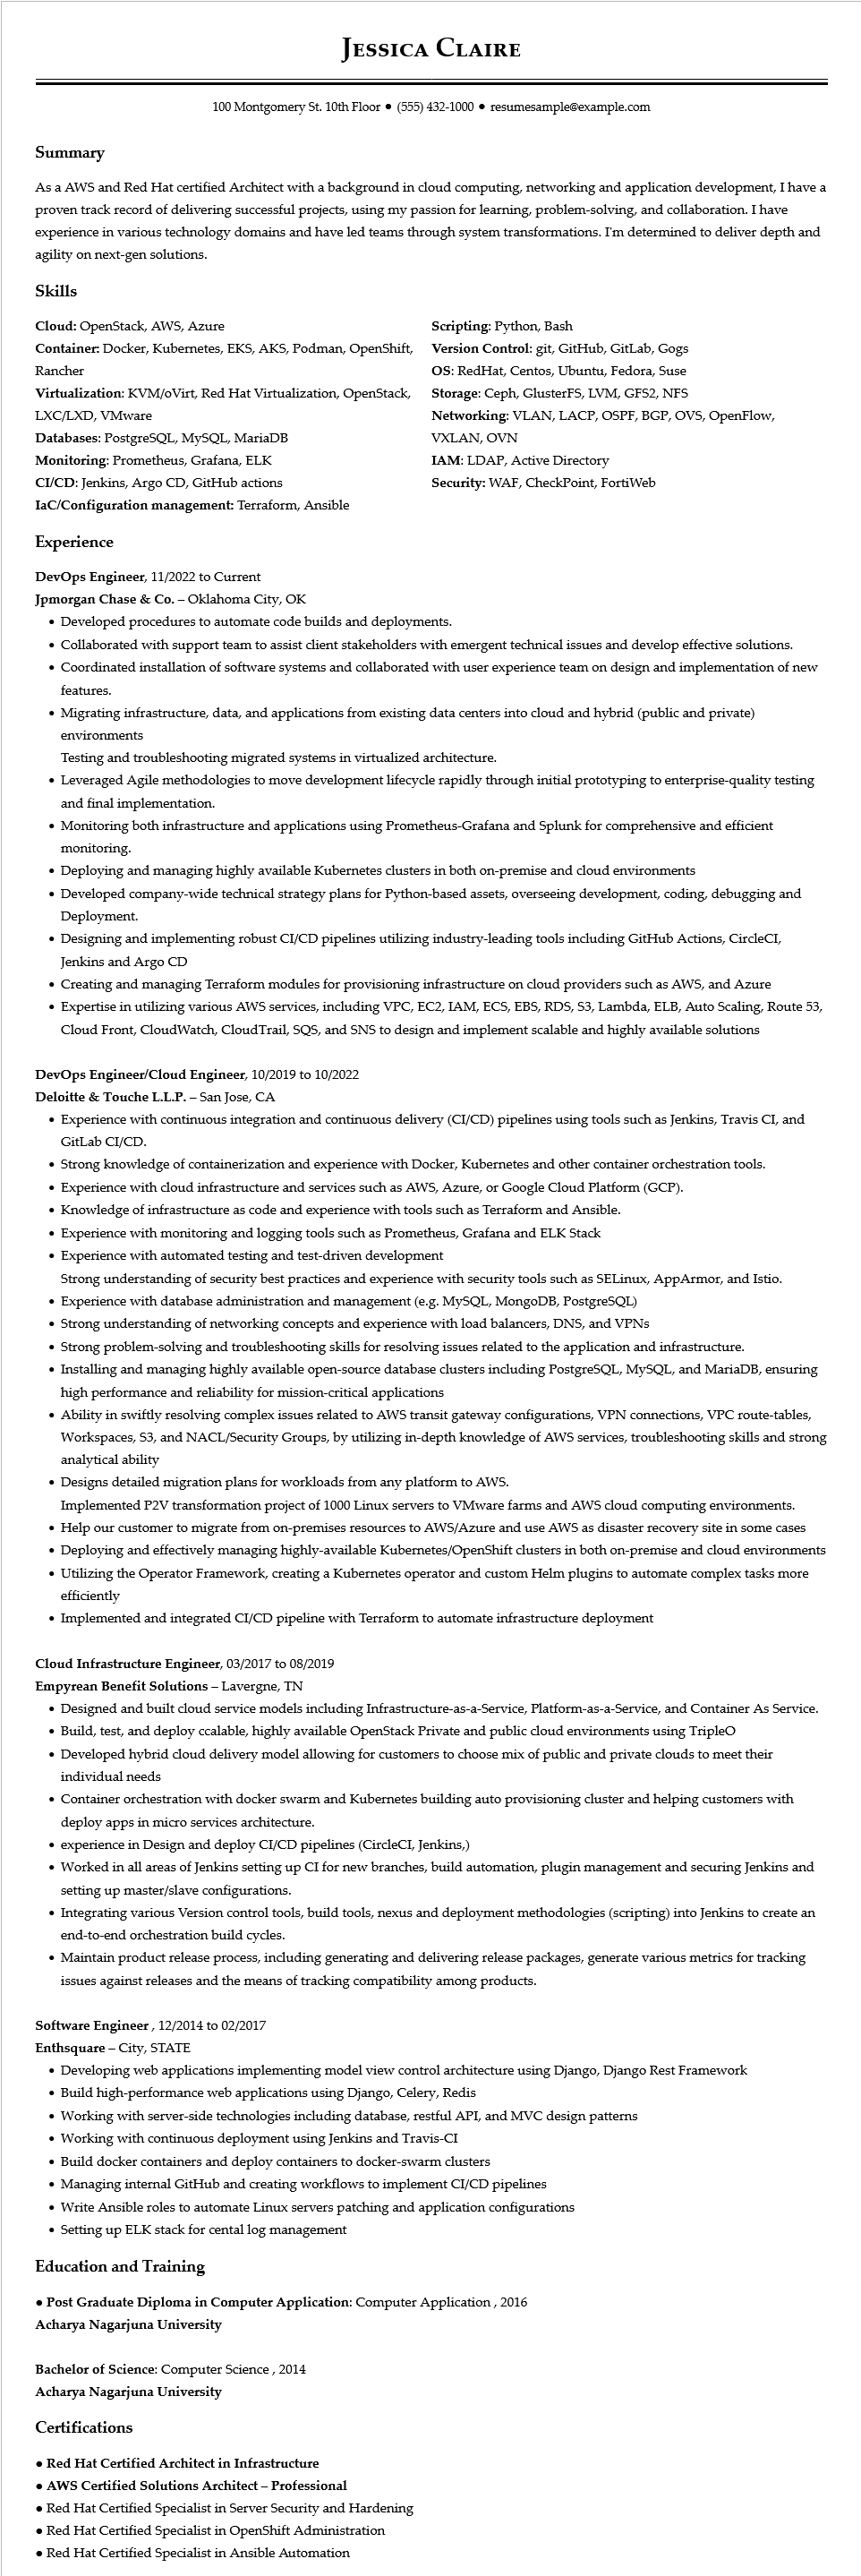 Jessica Claire
100 Montgomery St. 10th Floor ● (555) 432-1000 ● resumesample@example.com
Summary
As a AWS and Red Hat certified Architect with a background in cloud computing, networking and application development, I have a
proven track record of delivering successful projects, using my passion for learning, problem-solving, and collaboration. I have
experience in various technology domains and have led teams through system transformations. I'm determined to deliver depth and
agility on next-gen solutions.
Skills
Cloud: OpenStack, AWS, Azure
Container: Docker, Kubernetes, EKS, AKS, Podman, OpenShift,
Rancher
Virtualization: KVM/oVirt, Red Hat Virtualization, OpenStack,
LXC/LXD, VMware
Databases: PostgreSQL, MySQL, MariaDB
Monitoring: Prometheus, Grafana, ELK
CI/CD: Jenkins, Argo CD, GitHub actions
IaC/Configuration management: Terraform, Ansible
Scripting: Python, Bash
Version Control: git, GitHub, GitLab, Gogs
OS: RedHat, Centos, Ubuntu, Fedora, Suse
Storage: Ceph, GlusterFS, LVM, GFS2, NFS
Networking: VLAN, LACP, OSPF, BGP, OVS, OpenFlow,
VXLAN, OVN
IAM: LDAP, Active Directory
Security: WAF, CheckPoint, FortiWeb
Experience
DevOps Engineer, 11/2022 to Current
Jpmorgan Chase & Co. – Oklahoma City, OK
● Developed procedures to automate code builds and deployments.
● Collaborated with support team to assist client stakeholders with emergent technical issues and develop effective solutions.
● Coordinated installation of software systems and collaborated with user experience team on design and implementation of new
features.
● Migrating infrastructure, data, and applications from existing data centers into cloud and hybrid (public and private)
environments
Testing and troubleshooting migrated systems in virtualized architecture.
● Leveraged Agile methodologies to move development lifecycle rapidly through initial prototyping to enterprise-quality testing
and final implementation.
● Monitoring both infrastructure and applications using Prometheus-Grafana and Splunk for comprehensive and efficient
monitoring.
● Deploying and managing highly available Kubernetes clusters in both on-premise and cloud environments
● Developed company-wide technical strategy plans for Python-based assets, overseeing development, coding, debugging and
Deployment.
● Designing and implementing robust CI/CD pipelines utilizing industry-leading tools including GitHub Actions, CircleCI,
Jenkins and Argo CD
● Creating and managing Terraform modules for provisioning infrastructure on cloud providers such as AWS, and Azure
● Expertise in utilizing various AWS services, including VPC, EC2, IAM, ECS, EBS, RDS, S3, Lambda, ELB, Auto Scaling, Route 53,
Cloud Front, CloudWatch, CloudTrail, SQS, and SNS to design and implement scalable and highly available solutions
DevOps Engineer/Cloud Engineer, 10/2019 to 10/2022
Deloitte & Touche L.L.P. – San Jose, CA
● Experience with continuous integration and continuous delivery (CI/CD) pipelines using tools such as Jenkins, Travis CI, and
GitLab CI/CD.
● Strong knowledge of containerization and experience with Docker, Kubernetes and other container orchestration tools.
● Experience with cloud infrastructure and services such as AWS, Azure, or Google Cloud Platform (GCP).
● Knowledge of infrastructure as code and experience with tools such as Terraform and Ansible.
● Experience with monitoring and logging tools such as Prometheus, Grafana and ELK Stack
● Experience with automated testing and test-driven development
Strong understanding of security best practices and experience with security tools such as SELinux, AppArmor, and Istio.
● Experience with database administration and management (e.g. MySQL, MongoDB, PostgreSQL)
● Strong understanding of networking concepts and experience with load balancers, DNS, and VPNs
● Strong problem-solving and troubleshooting skills for resolving issues related to the application and infrastructure.
● Installing and managing highly available open-source database clusters including PostgreSQL, MySQL, and MariaDB, ensuring
high performance and reliability for mission-critical applications
● Ability in swiftly resolving complex issues related to AWS transit gateway configurations, VPN connections, VPC route-tables,
Workspaces, S3, and NACL/Security Groups, by utilizing in-depth knowledge of AWS services, troubleshooting skills and strong
analytical ability
● Designs detailed migration plans for workloads from any platform to AWS.
Implemented P2V transformation project of 1000 Linux servers to VMware farms and AWS cloud computing environments.
● Help our customer to migrate from on-premises resources to AWS/Azure and use AWS as disaster recovery site in some cases
● Deploying and effectively managing highly-available Kubernetes/OpenShift clusters in both on-premise and cloud environments
● Utilizing the Operator Framework, creating a Kubernetes operator and custom Helm plugins to automate complex tasks more
efficiently
● Implemented and integrated CI/CD pipeline with Terraform to automate infrastructure deployment
Cloud Infrastructure Engineer, 03/2017 to 08/2019
Empyrean Benefit Solutions – Lavergne, TN
● Designed and built cloud service models including Infrastructure-as-a-Service, Platform-as-a-Service, and Container As Service.
● Build, test, and deploy ccalable, highly available OpenStack Private and public cloud environments using TripleO
● Developed hybrid cloud delivery model allowing for customers to choose mix of public and private clouds to meet their
individual needs
● Container orchestration with docker swarm and Kubernetes building auto provisioning cluster and helping customers with
deploy apps in micro services architecture.
● experience in Design and deploy CI/CD pipelines (CircleCI, Jenkins,)
● Worked in all areas of Jenkins setting up CI for new branches, build automation, plugin management and securing Jenkins and
setting up master/slave configurations.
● Integrating various Version control tools, build tools, nexus and deployment methodologies (scripting) into Jenkins to create an
end-to-end orchestration build cycles.
● Maintain product release process, including generating and delivering release packages, generate various metrics for tracking
issues against releases and the means of tracking compatibility among products.
Software Engineer , 12/2014 to 02/2017
Enthsquare – City, STATE
● Developing web applications implementing model view control architecture using Django, Django Rest Framework
● Build high-performance web applications using Django, Celery, Redis
● Working with server-side technologies including database, restful API, and MVC design patterns
● Working with continuous deployment using Jenkins and Travis-CI
● Build docker containers and deploy containers to docker-swarm clusters
● Managing internal GitHub and creating workflows to implement CI/CD pipelines
● Write Ansible roles to automate Linux servers patching and application configurations
● Setting up ELK stack for cental log management
Education and Training
● Post Graduate Diploma in Computer Application: Computer Application , 2016
Acharya Nagarjuna University
Bachelor of Science: Computer Science , 2014
Acharya Nagarjuna University
Certifications
● Red Hat Certified Architect in Infrastructure
● AWS Certified Solutions Architect – Professional
● Red Hat Certified Specialist in Server Security and Hardening
● Red Hat Certified Specialist in OpenShift Administration
● Red Hat Certified Specialist in Ansible Automation